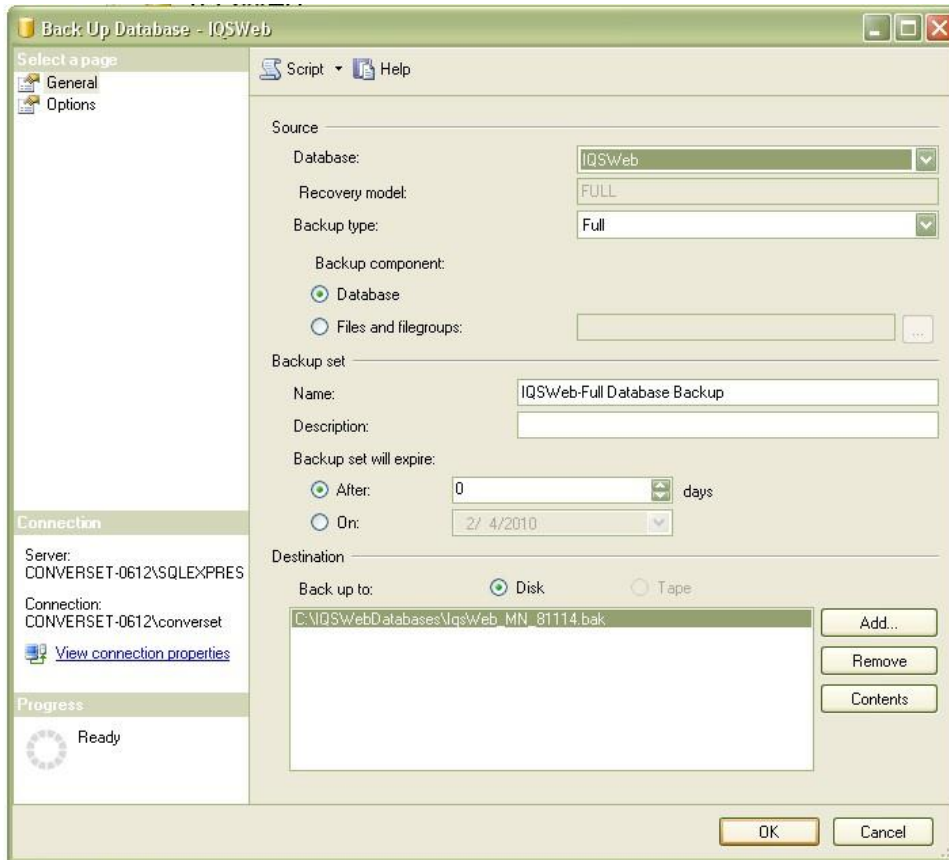 Back Up Database - IQSWeb
Select a page
General
Options
Script Help
Source
Database: IQSWeb
Recovery model: FULL
Backup type: Full
Backup component:
Database
Files and filegroups: ...
Backup set
Name: IQSWeb-Full Database Backup
Description:
Backup set will expire:
After: 0 days
On: 2/ 4/2010
Connection
Server:
CONVERSET-0612\SQLEXPRES
Connection:
CONVERSET-0612\converset
View connection properties
Progress
Ready
Destination
Back up to: Disk Tape
C:\IQSWebDatabases\IqsWeb_MN_81114.bak
Add...
Remove
Contents
OK Cancel